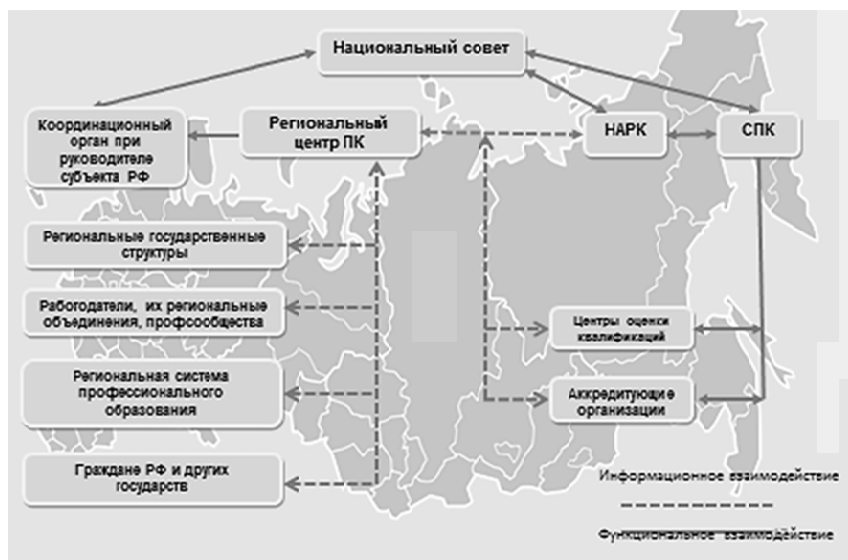 Национальный совет
Координационный
орган при
руководителе
субъекта РФ
Региональный
центр ПК
НАРК
СПК
Региональные государственные
структуры
Работодатели, их региональные
объединения, профсообщества
Региональная система
профессионального
образования
Граждане РФ и других
государств
Центры оценки
квалификаций
Аккредитующие
организации
Информационное взаимодействие
Функциональное взаимодействие